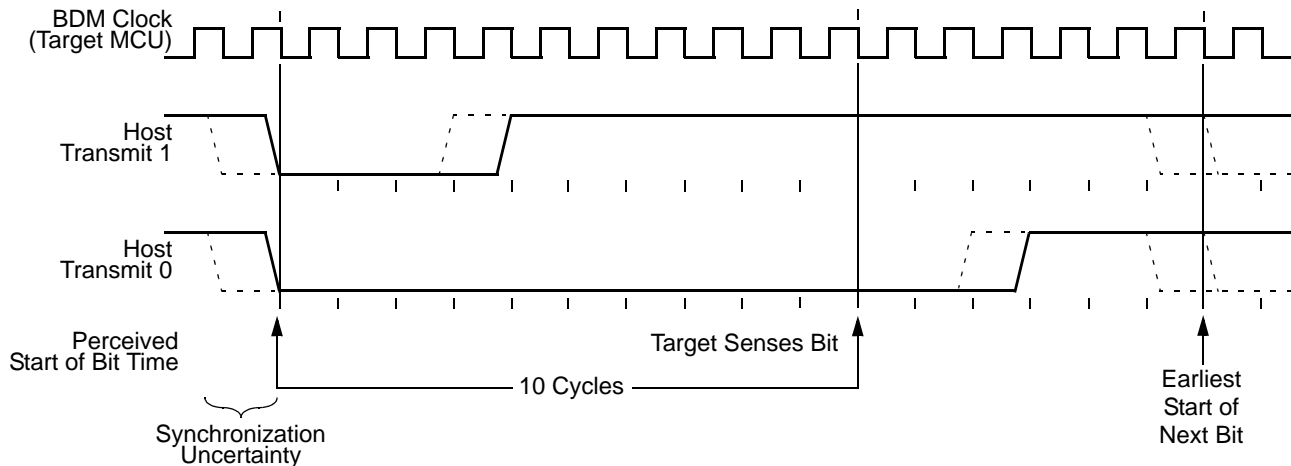 BDM Clock
(Target MCU)
Host
Transmit 1
Host
Transmit 0
Perceived
Start of Bit Time
Target Senses Bit
10 Cycles
Earliest
Start of
Next Bit
Synchronization
Uncertainty